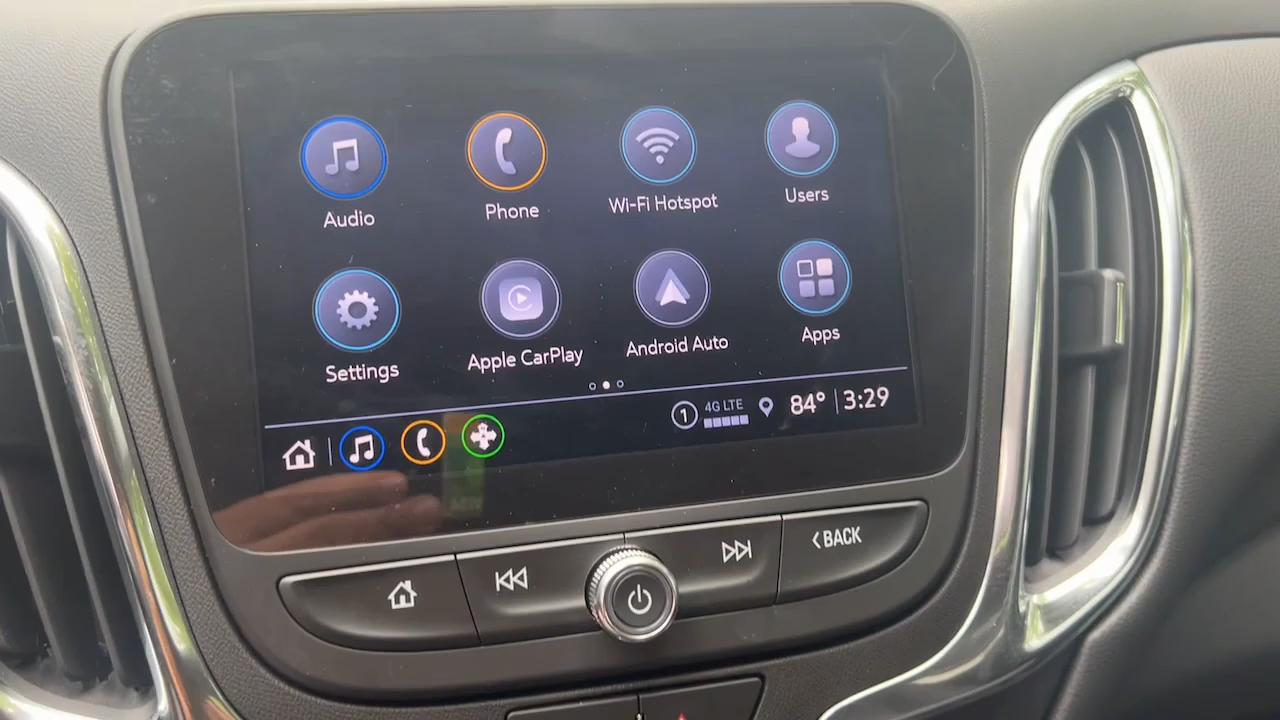 Audio
Phone
Wi-Fi Hotspot
Users
Settings
Apple CarPlay
Android Auto
Apps
1
4G LTE
84°
3:29
BACK